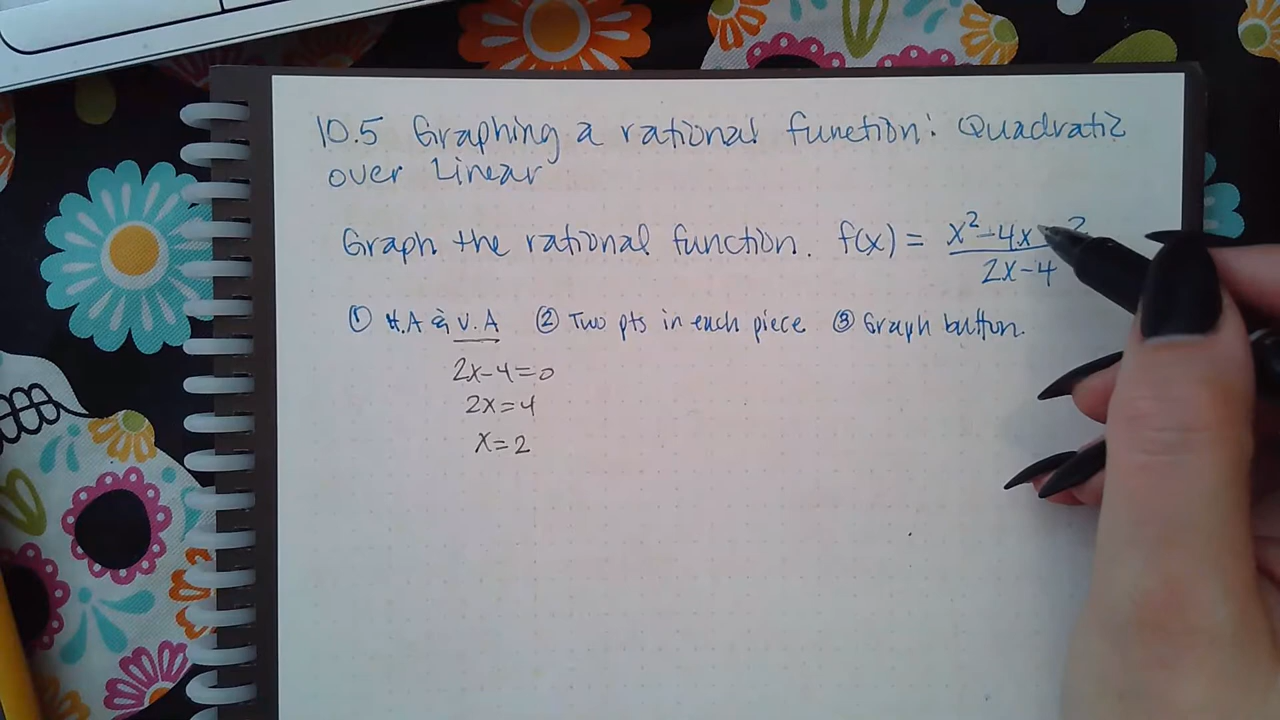 10.5 Graphing a rational function: Quadratic
over Linear
Graph the rational function. f(x) = x²-4x 2
2x-4
① H.A & V.A ② Two pts in each piece ③ Graph button.
2x-4=0
2x=4
x=2